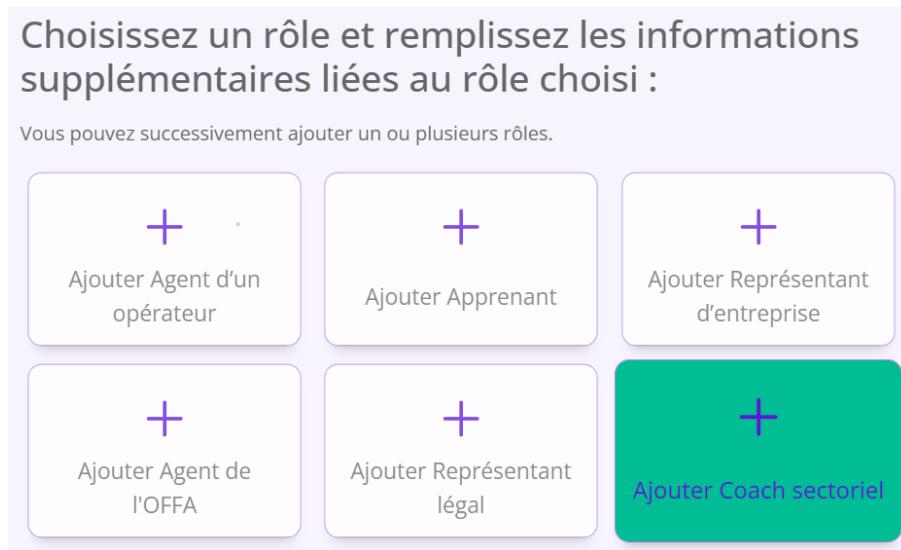 Choisissez un rôle et remplissez les informations
supplémentaires liées au rôle choisi :
Vous pouvez successivement ajouter un ou plusieurs rôles.
Ajouter Agent d’un
opérateur
Ajouter Apprenant
Ajouter Représentant
d’entreprise
Ajouter Agent de
l'OFFA
Ajouter Représentant
légal
Ajouter Coach sectoriel